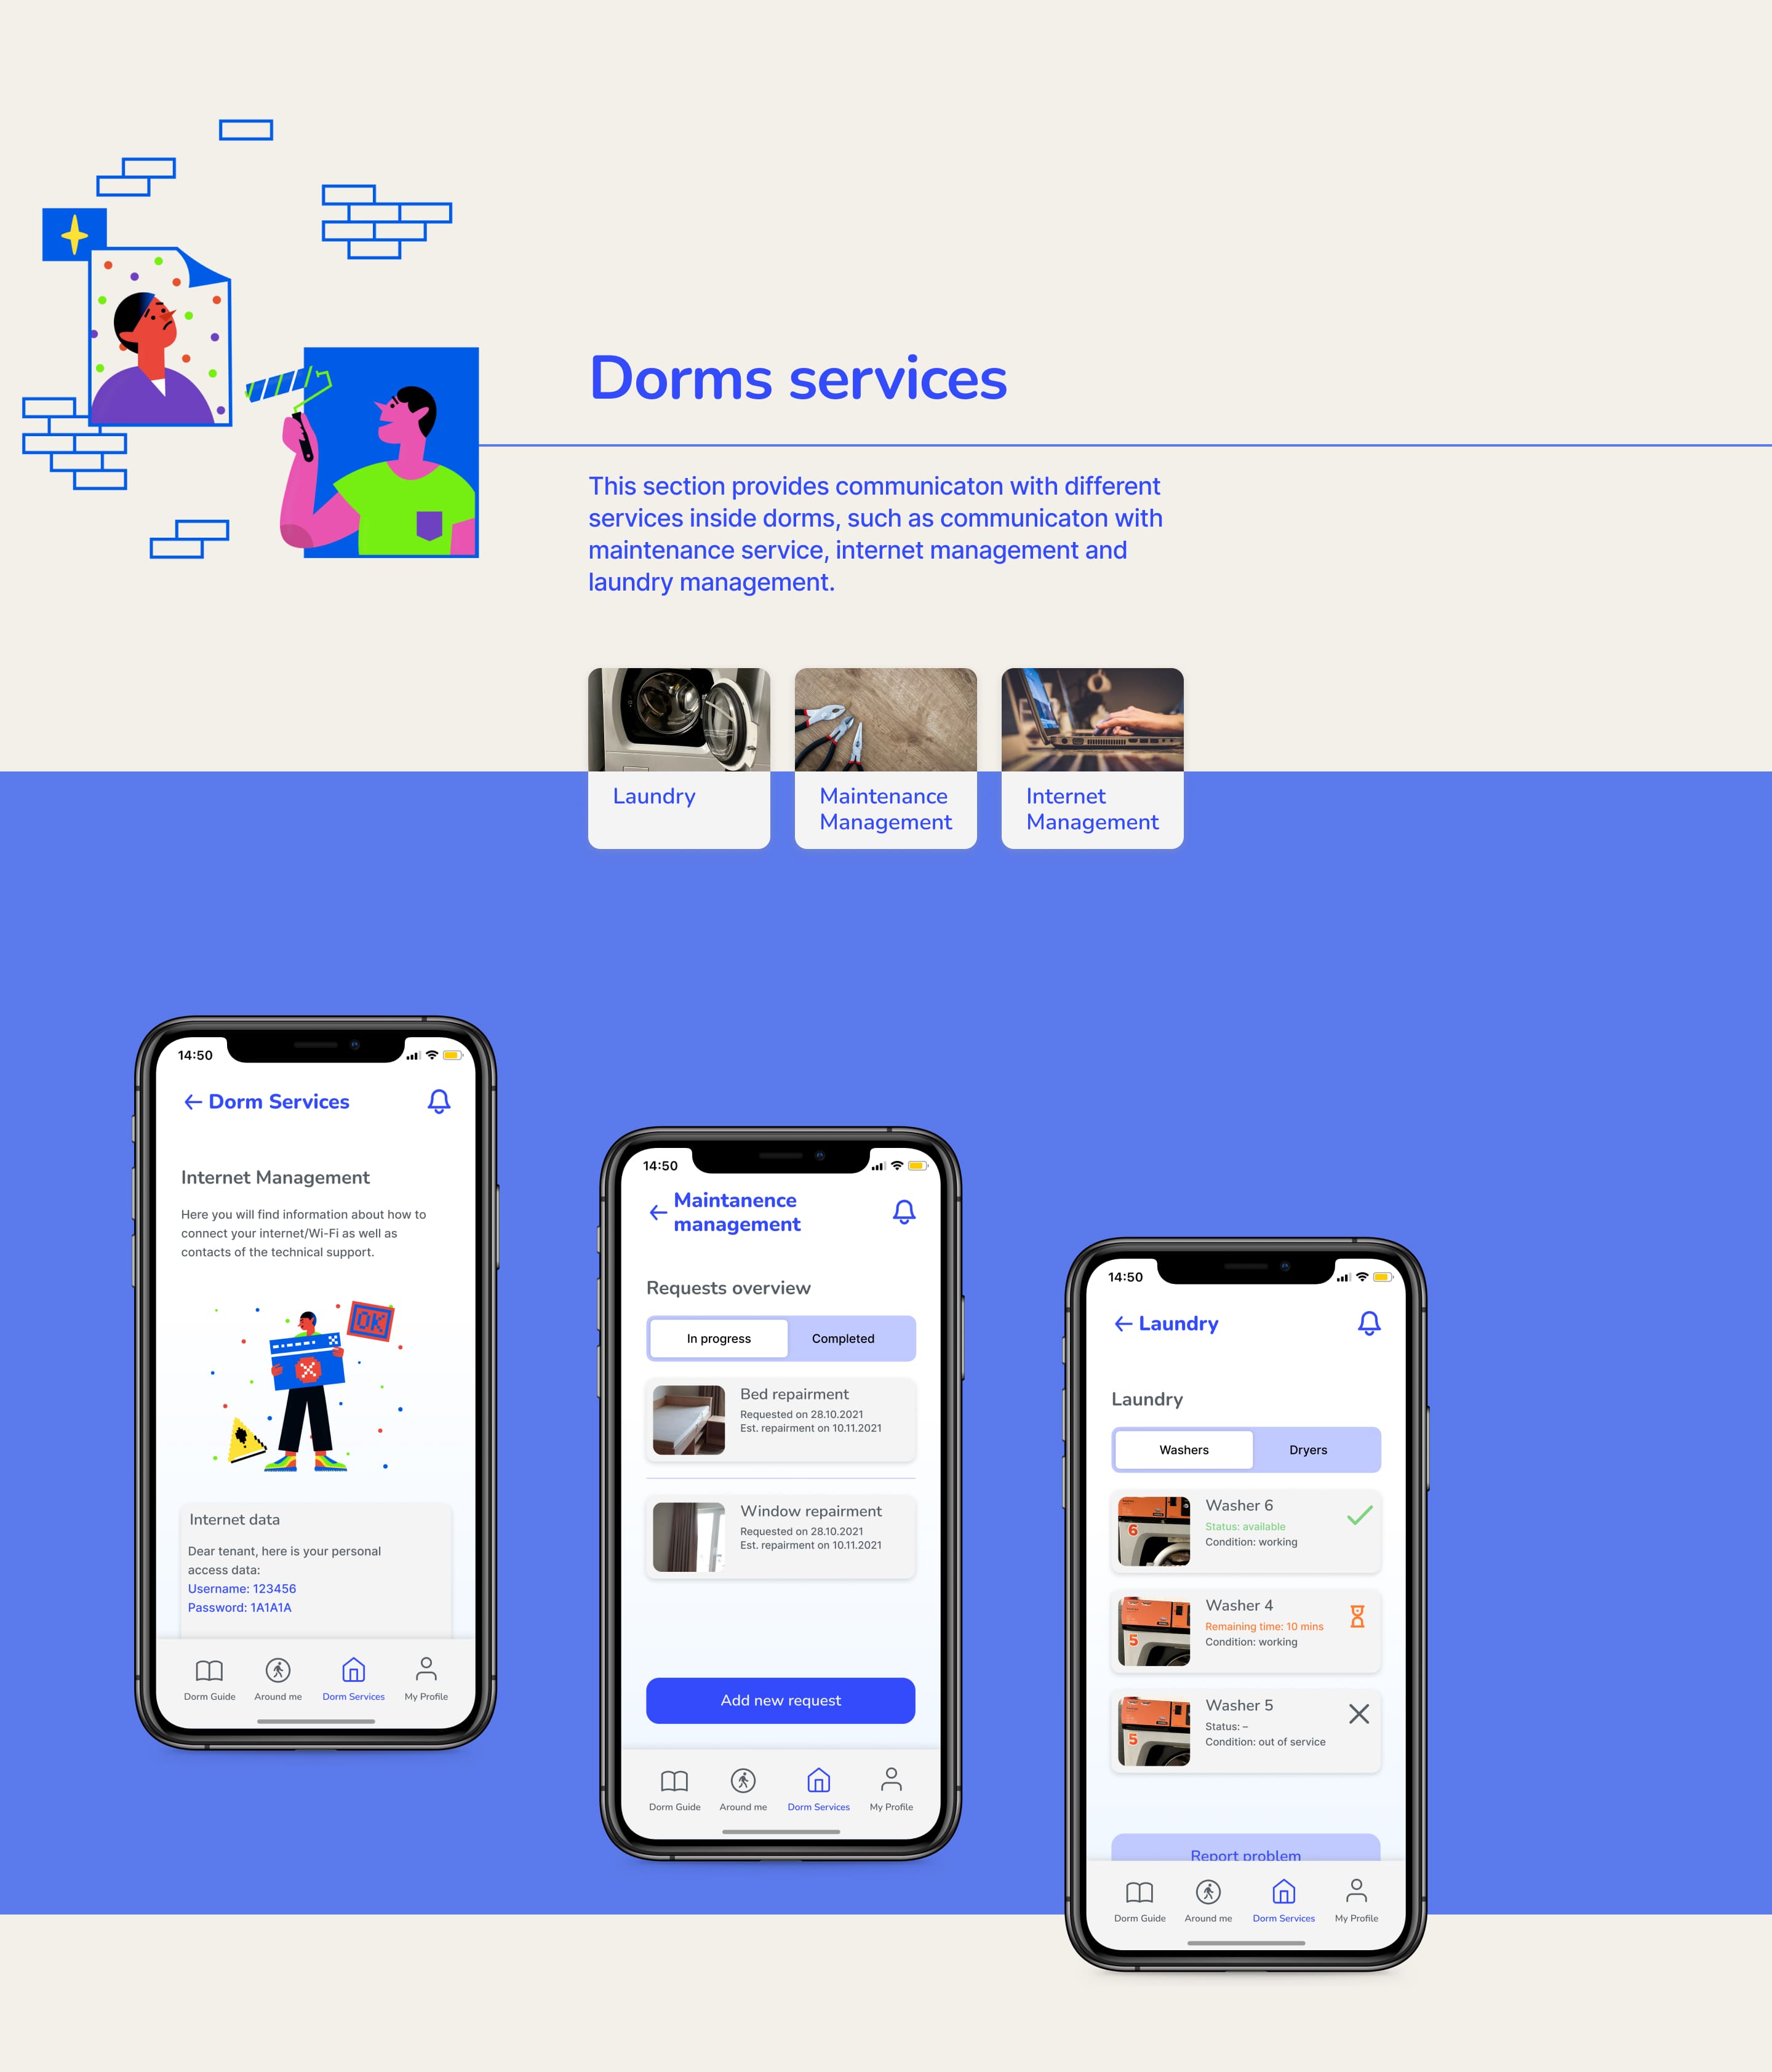 Dorms services
This section provides communicaton with different
services inside dorms, such as communicaton with
maintenance service, internet management and
laundry management.
Laundry
Maintenance
Management
Internet
Management
14:50
Dorm Services
Internet Management
Here you will find information about how to
connect your internet/Wi-Fi as well as
contacts of the technical support.
OK
Internet data
Dear tenant, here is your personal
access data:
Username: 123456
Password: 1A1A1A
Dorm Guide
Around me
Dorm Services
My Profile
14:50
Maintanence
management
Requests overview
In progress
Completed
Bed repairment
Requested on 28.10.2021
Est. repairment on 10.11.2021
Window repairment
Requested on 28.10.2021
Est. repairment on 10.11.2021
Add new request
Dorm Guide
Around me
Dorm Services
My Profile
14:50
Laundry
Laundry
Washers
Dryers
6
Washer 6
Status: available
Condition: working
5
Washer 4
Remaining time: 10 mins
Condition: working
5
Washer 5
Status: –
Condition: out of service
Report problem
Dorm Guide
Around me
Dorm Services
My Profile